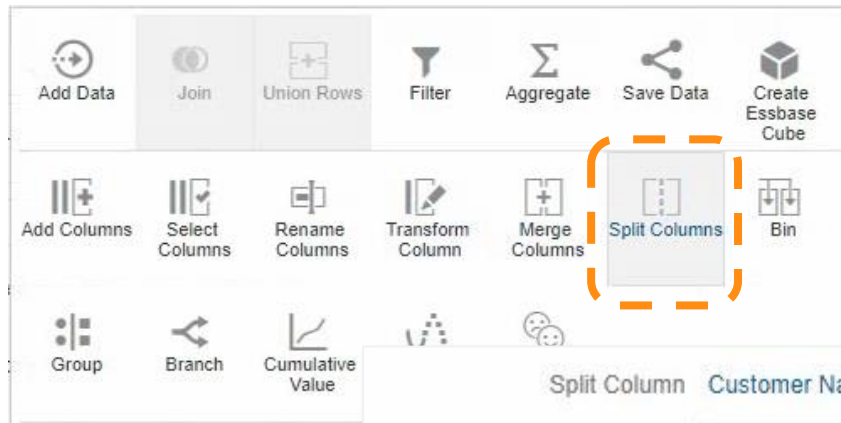 Add Data
Join
Union Rows
Filter
Aggregate
Save Data
Create
Essbase
Cube
Add Columns
Select
Columns
Rename
Columns
Transform
Column
Merge
Columns
Split Columns
Bin
Group
Branch
Cumulative
Value
Split Column Customer Na